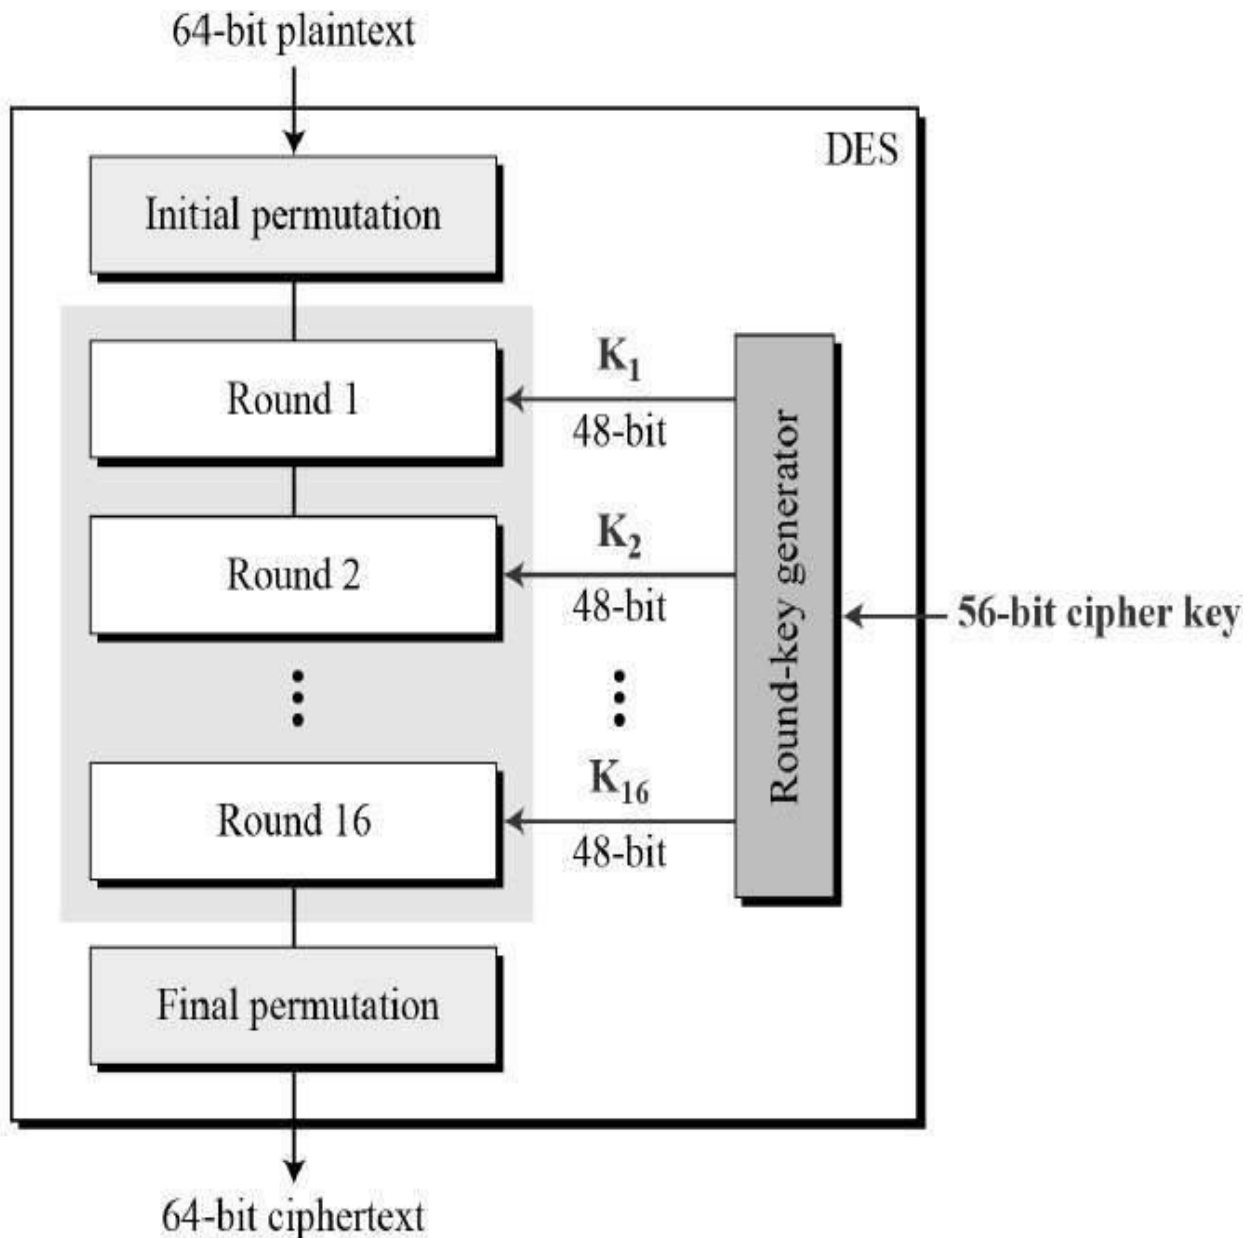 64-bit plaintext
DES
Initial permutation
Round 1
K1
48-bit
Round 2
K2
48-bit
Round-key generator
56-bit cipher key
Round 16
K16
48-bit
Final permutation
64-bit ciphertext